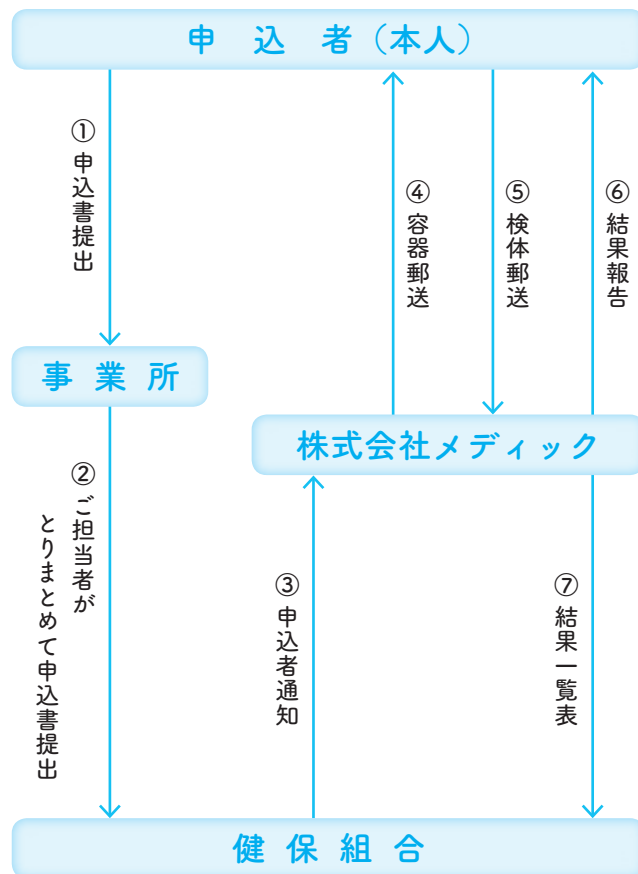 申込者（本人）
①申込書提出
④容器郵送
⑤検体郵送
⑥結果報告
事業所
株式会社メディック
②ご担当者が
とりまとめて申込書提出
③申込者通知
⑦結果一覧表
健保組合